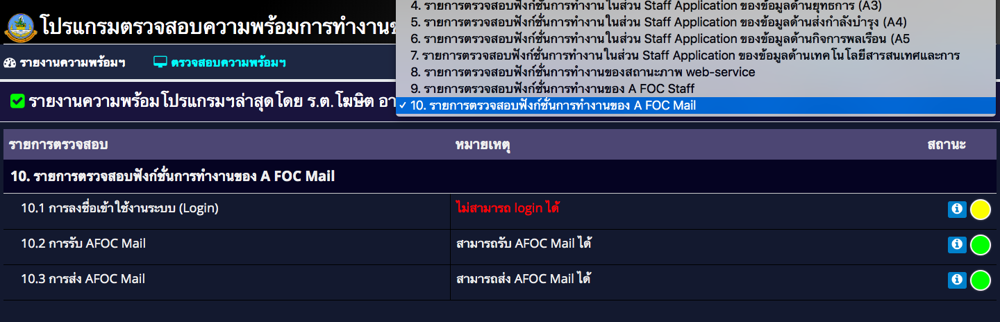 โปรแกรมตรวจสอบความพร้อมการทำงานข
4. รายการตรวจสอบฟังก์ชั่นการทำงานในส่วน Staff Application ของข้อมูลด้านยุทธการ (A3)
5. รายการตรวจสอบฟังก์ชั่นการทำงานในส่วน Staff Application ของข้อมูลด้านส่งกำลังบำรุง (A4)
6. รายการตรวจสอบฟังก์ชั่นการทำงานในส่วน Staff Application ของข้อมูลด้านกิจการพลเรือน (A5
7. รายการตรวจสอบฟังก์ชั่นการทำงานในส่วน Staff Application ของข้อมูลด้านเทคโนโลยีสารสนเทศและการ
8. รายการตรวจสอบฟังก์ชั่นการทำงานของสถานะภาพ web-service
9. รายการตรวจสอบฟังก์ชั่นการทำงานของ A FOC Staff
✓ 10. รายการตรวจสอบฟังก์ชั่นการทำงานของ A FOC Mail
รายงานความพร้อมฯ ตรวจสอบความพร้อมฯ
รายงานความพร้อมโปรแกรมฯล่าสุดโดย ร.ต.โฆษิต อา
รายการตรวจสอบ หมายเหตุ สถานะ
10. รายการตรวจสอบฟังก์ชั่นการทำงานของ A FOC Mail
10.1 การลงชื่อเข้าใช้งานระบบ (Login) ไม่สามารถ login ได้
10.2 การรับ AFOC Mail สามารถรับ AFOC Mail ได้
10.3 การส่ง AFOC Mail สามารถส่ง AFOC Mail ได้